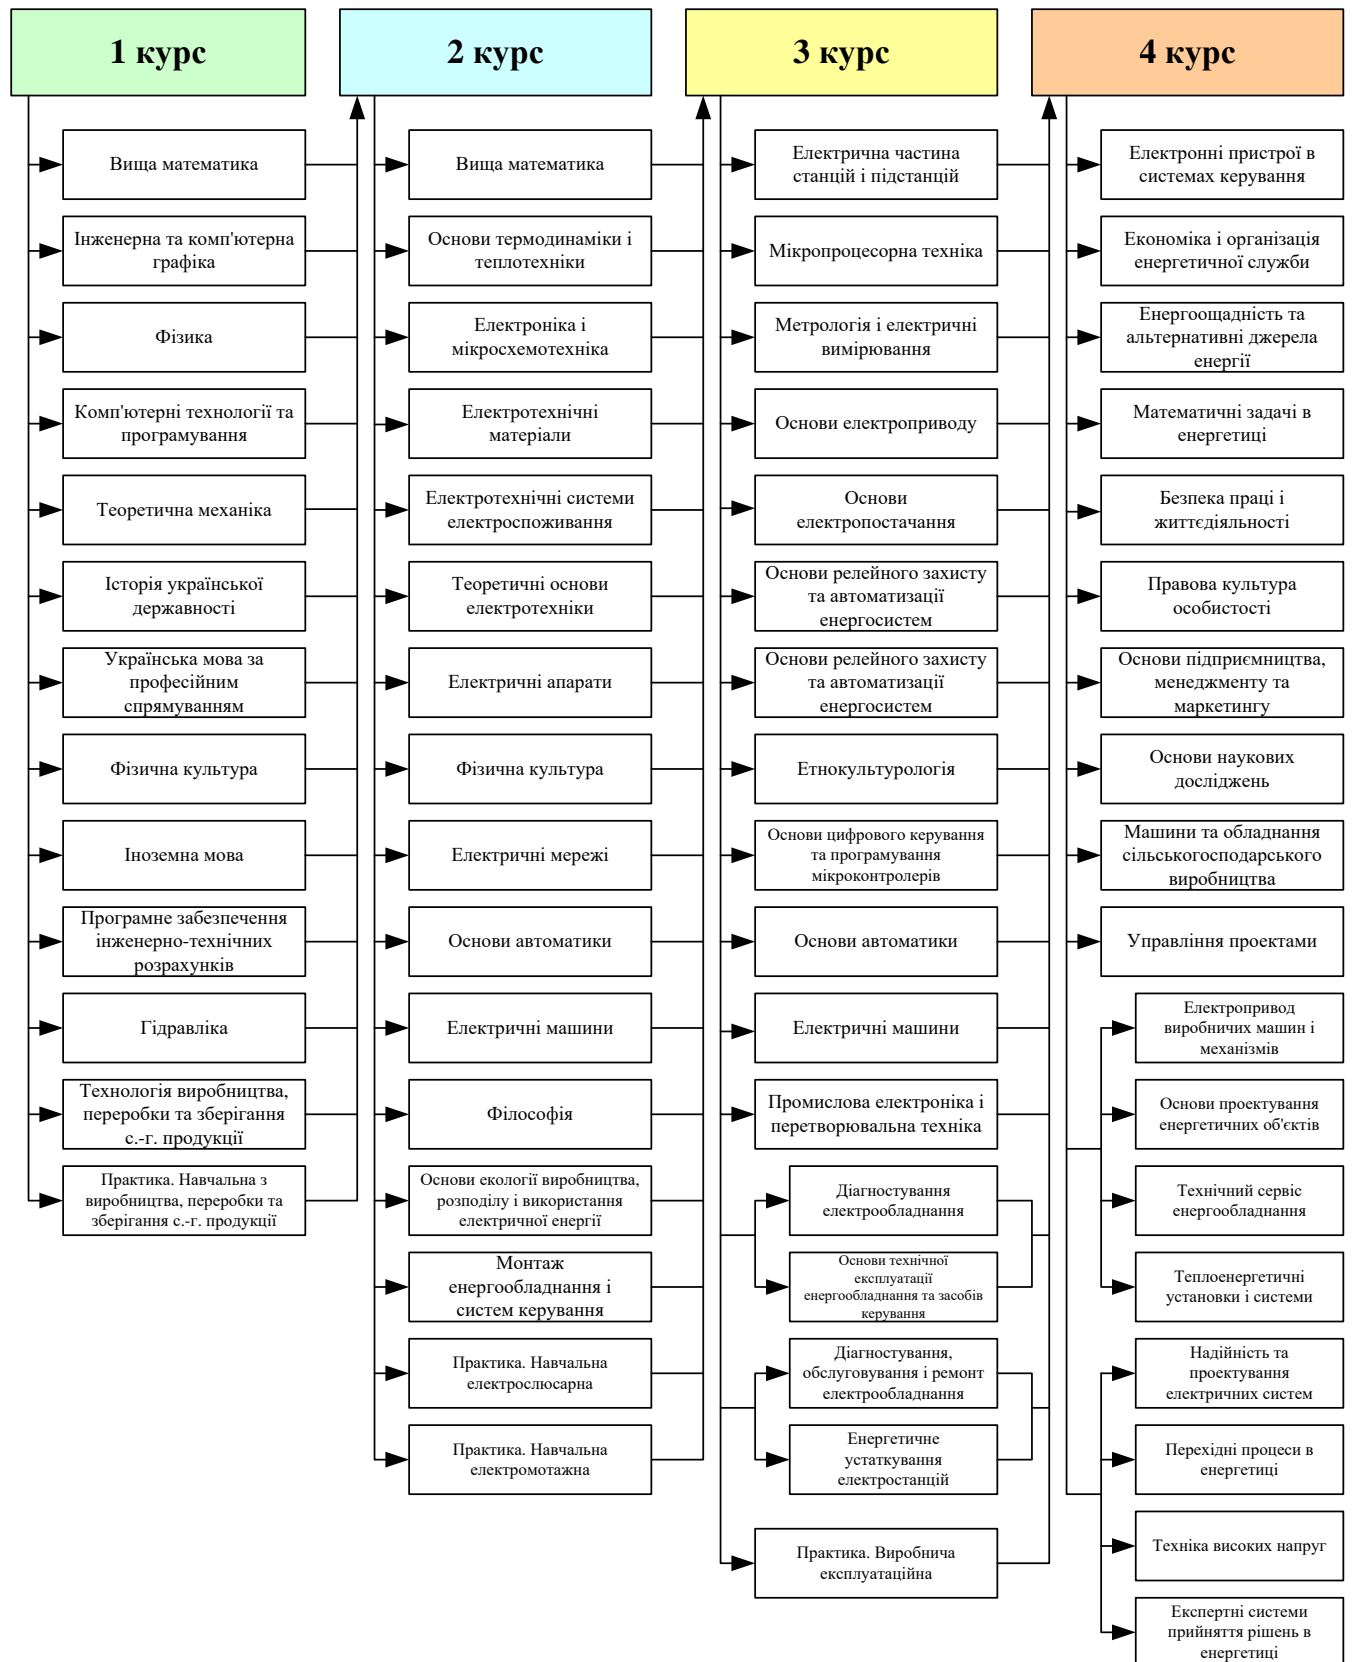 1 курс
Вища математика
Інженерна та комп'ютерна
графіка
Фізика
Комп'ютерні технології та
програмування
Теоретична механіка
Історія української
державності
Українська мова за
професійним
спрямуванням
Фізична культура
Іноземна мова
Програмне забезпечення
інженерно-технічних
розрахунків
Гідравліка
Технологія виробництва,
переробки та зберігання
с.-г. продукції
Практика. Навчальна з
виробництва, переробки та
зберігання с.-г. продукції
2 курс
Вища математика
Основи термодинаміки і
теплотехніки
Електроніка і
мікросхемотехніка
Електротехнічні
матеріали
Електротехнічні системи
електроспоживання
Теоретичні основи
електротехніки
Електричні апарати
Фізична культура
Електричні мережі
Основи автоматики
Електричні машини
Філософія
Основи екології виробництва,
розподілу і використання
електричної енергії
Монтаж
енергообладнання і
систем керування
Практика. Навчальна
електрослюсарна
Практика. Навчальна
електромотажна
3 курс
Електрична частина
станцій і підстанцій
Мікропроцесорна техніка
Метрологія і електричні
вимірювання
Основи електроприводу
Основи
електропостачання
Основи релейного захисту
та автоматизації
енергосистем
Основи релейного захисту
та автоматизації
енергосистем
Етнокультурологія
Основи цифрового керування
та програмування
мікроконтролерів
Основи автоматики
Електричні машини
Промислова електроніка і
перетворювальна техніка
Діагностування
електрообладнання
Основи технічної
експлуатації
енергообладнання та засобів
керування
Діагностування,
обслуговування і ремонт
електрообладнання
Енергетичне
устаткування
електростанцій
Практика. Виробнича
експлуатаційна
4 курс
Електронні пристрої в
системах керування
Економіка і організація
енергетичної служби
Енергоощадність та
альтернативні джерела
енергії
Математичні задачі в
енергетиці
Безпека праці і
життєдіяльності
Правова культура
особистості
Основи підприємництва,
менеджменту та
маркетингу
Основи наукових
досліджень
Машини та обладнання
сільськогосподарського
виробництва
Управління проектами
Електропривод
виробничих машин і
механізмів
Основи проектування
енергетичних об'єктів
Технічний сервіс
енергообладнання
Теплоенергетичні
установки і системи
Надійність та
проектування
електричних систем
Перехідні процеси в
енергетиці
Техніка високих напруг
Експертні системи
прийняття рішень в
енергетиці